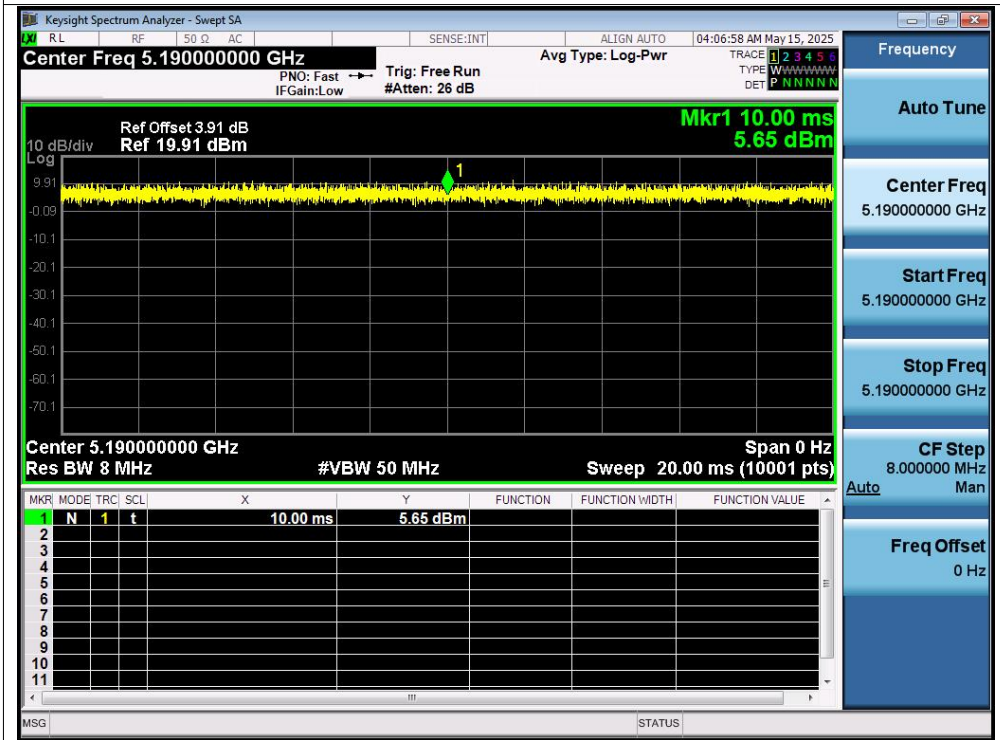 Keysight Spectrum Analyzer - Swept SA
LXI RL RF 50 Ω AC SENSE:INT ALIGN AUTO 04:06:58 AM May 15, 2025
Center Freq 5.190000000 GHz
PNO: Fast
IFGain:Low
Trig: Free Run
#Atten: 26 dB
Avg Type: Log-Pwr
TRACE 1 2 3 4 5 6
TYPE WWWWWW
DET P N N N N N
Mkr1 10.00 ms
5.65 dBm
Ref Offset 3.91 dB
10 dB/div Ref 19.91 dBm
Log
1
9.91
-0.09
-10.1
-20.1
-30.1
-40.1
-50.1
-60.1
-70.1
Center 5.190000000 GHz Span 0 Hz
Res BW 8 MHz #VBW 50 MHz Sweep 20.00 ms (10001 pts)
MKR MODE TRC SCL X Y FUNCTION FUNCTION WIDTH FUNCTION VALUE
1 N 1 t 10.00 ms 5.65 dBm
2
3
4
5
6
7
8
9
10
11
MSG STATUS
Frequency
Auto Tune
Center Freq
5.190000000 GHz
Start Freq
5.190000000 GHz
Stop Freq
5.190000000 GHz
CF Step
8.000000 MHz
Auto Man
Freq Offset
0 Hz